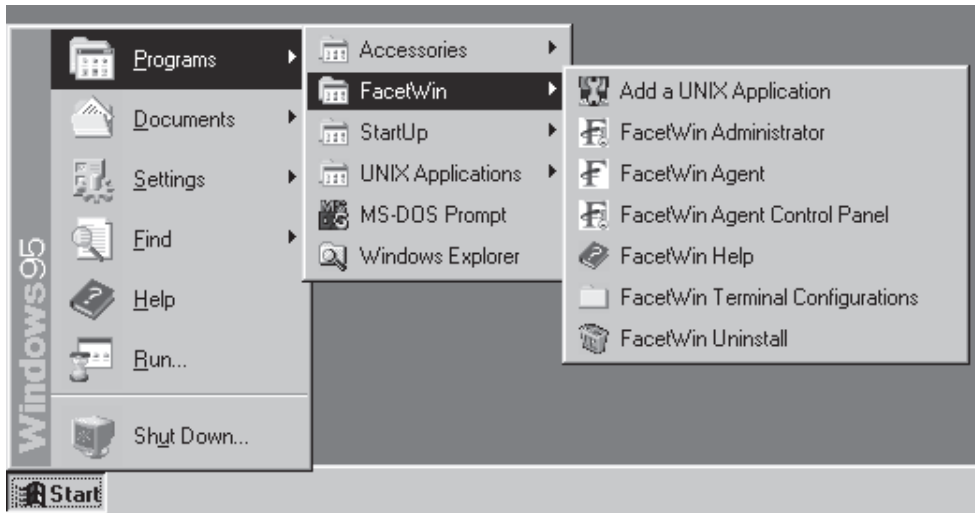 Programs
Documents
Settings
Find
Help
Run...
Shut Down...
Windows95
Start
Accessories
FacetWin
StartUp
UNIX Applications
MS-DOS Prompt
Windows Explorer
Add a UNIX Application
FacetWin Administrator
FacetWin Agent
FacetWin Agent Control Panel
FacetWin Help
FacetWin Terminal Configurations
FacetWin Uninstall